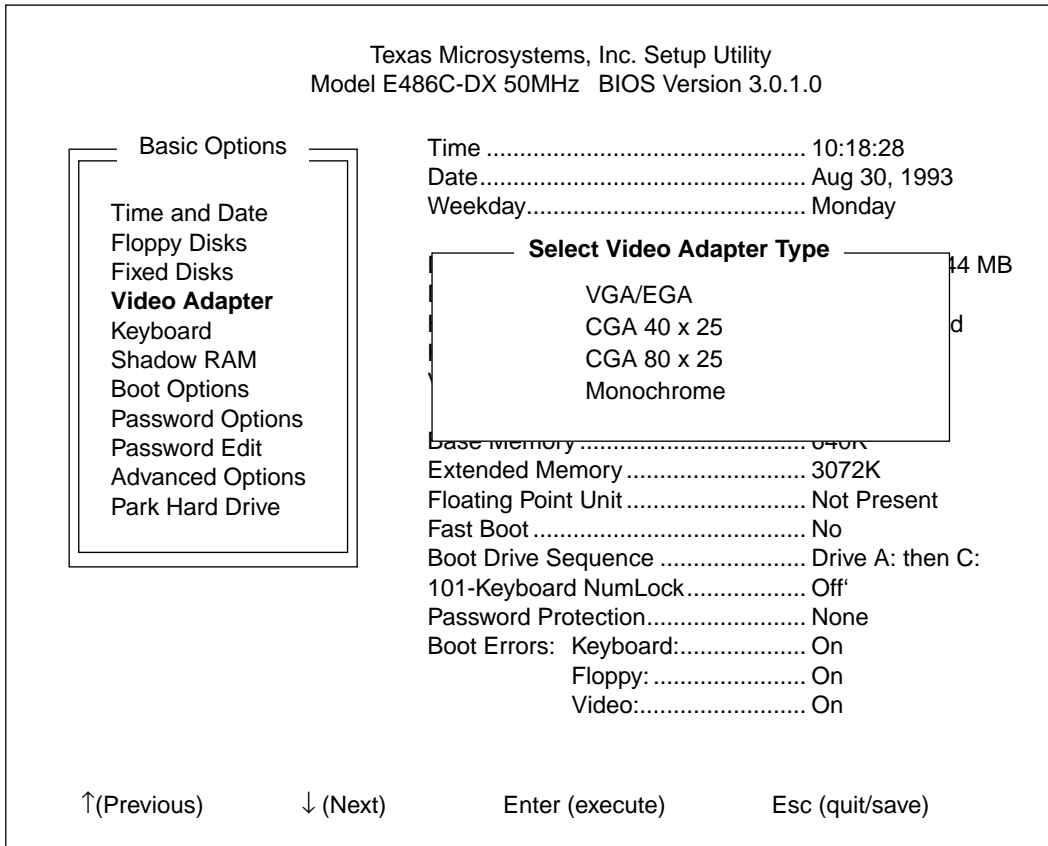 Texas Microsystems, Inc. Setup Utility
Model E486C-DX 50MHz BIOS Version 3.0.1.0
Basic Options
Time and Date
Floppy Disks
Fixed Disks
Video Adapter
Keyboard
Shadow RAM
Boot Options
Password Options
Password Edit
Advanced Options
Park Hard Drive
Time .......................................................... 10:18:28
Date........................................................... Aug 30, 1993
Weekday.................................................. Monday
Select Video Adapter Type
VGA/EGA
CGA 40 x 25
CGA 80 x 25
Monochrome
44 MB
d
Base Memory ......................................... 640K
Extended Memory ................................ 3072K
Floating Point Unit ................................ Not Present
Fast Boot ................................................. No
Boot Drive Sequence .......................... Drive A: then C:
101-Keyboard NumLock...................... Off‘
Password Protection............................. None
Boot Errors: Keyboard:....................... On
Floppy: ............................ On
Video:.............................. On
↑(Previous) ↓ (Next) Enter (execute) Esc (quit/save)